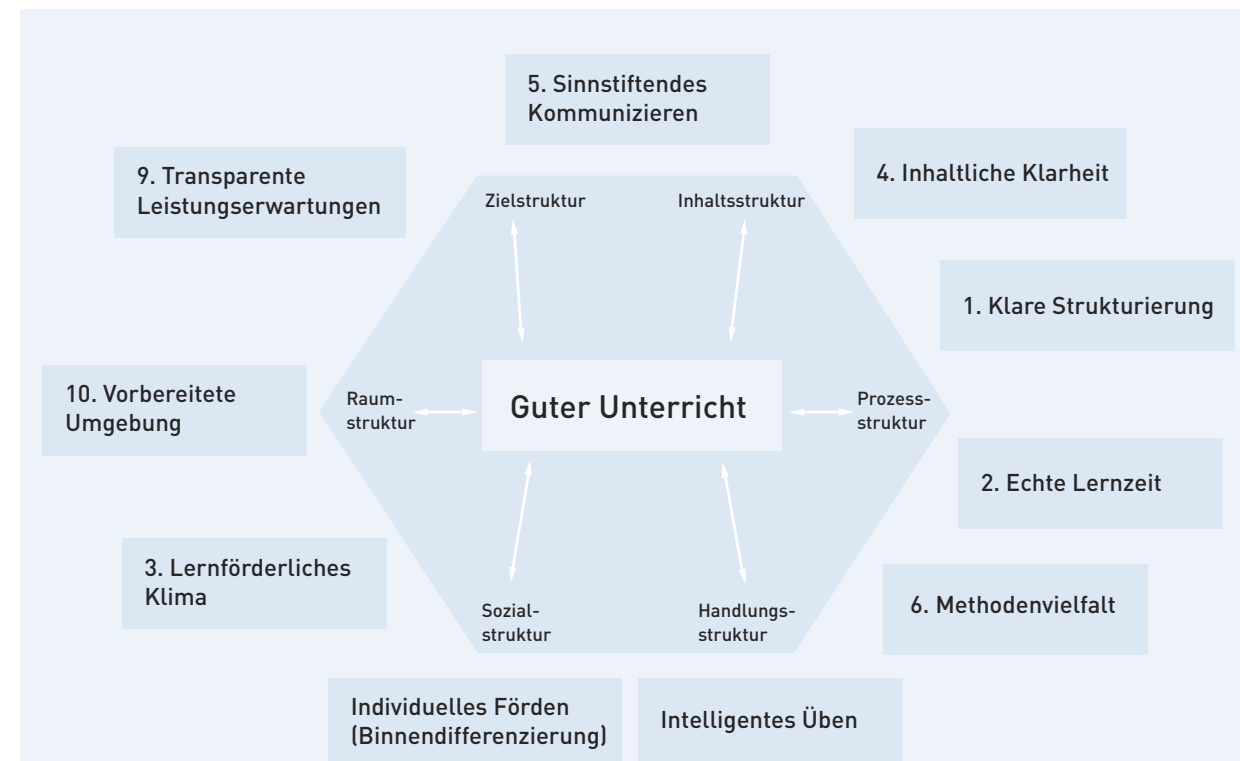 5. Sinnstiftendes
Kommunizieren
4. Inhaltliche Klarheit
9. Transparente
Leistungserwartungen
Zielstruktur
Inhaltsstruktur
1. Klare Strukturierung
10. Vorbereitete
Umgebung
Raum-
struktur
Guter Unterricht
Prozess-
struktur
2. Echte Lernzeit
3. Lernförderliches
Klima
6. Methodenvielfalt
Sozial-
struktur
Handlungs-
struktur
Individuelles Förden
(Binnendifferenzierung)
Intelligentes Üben